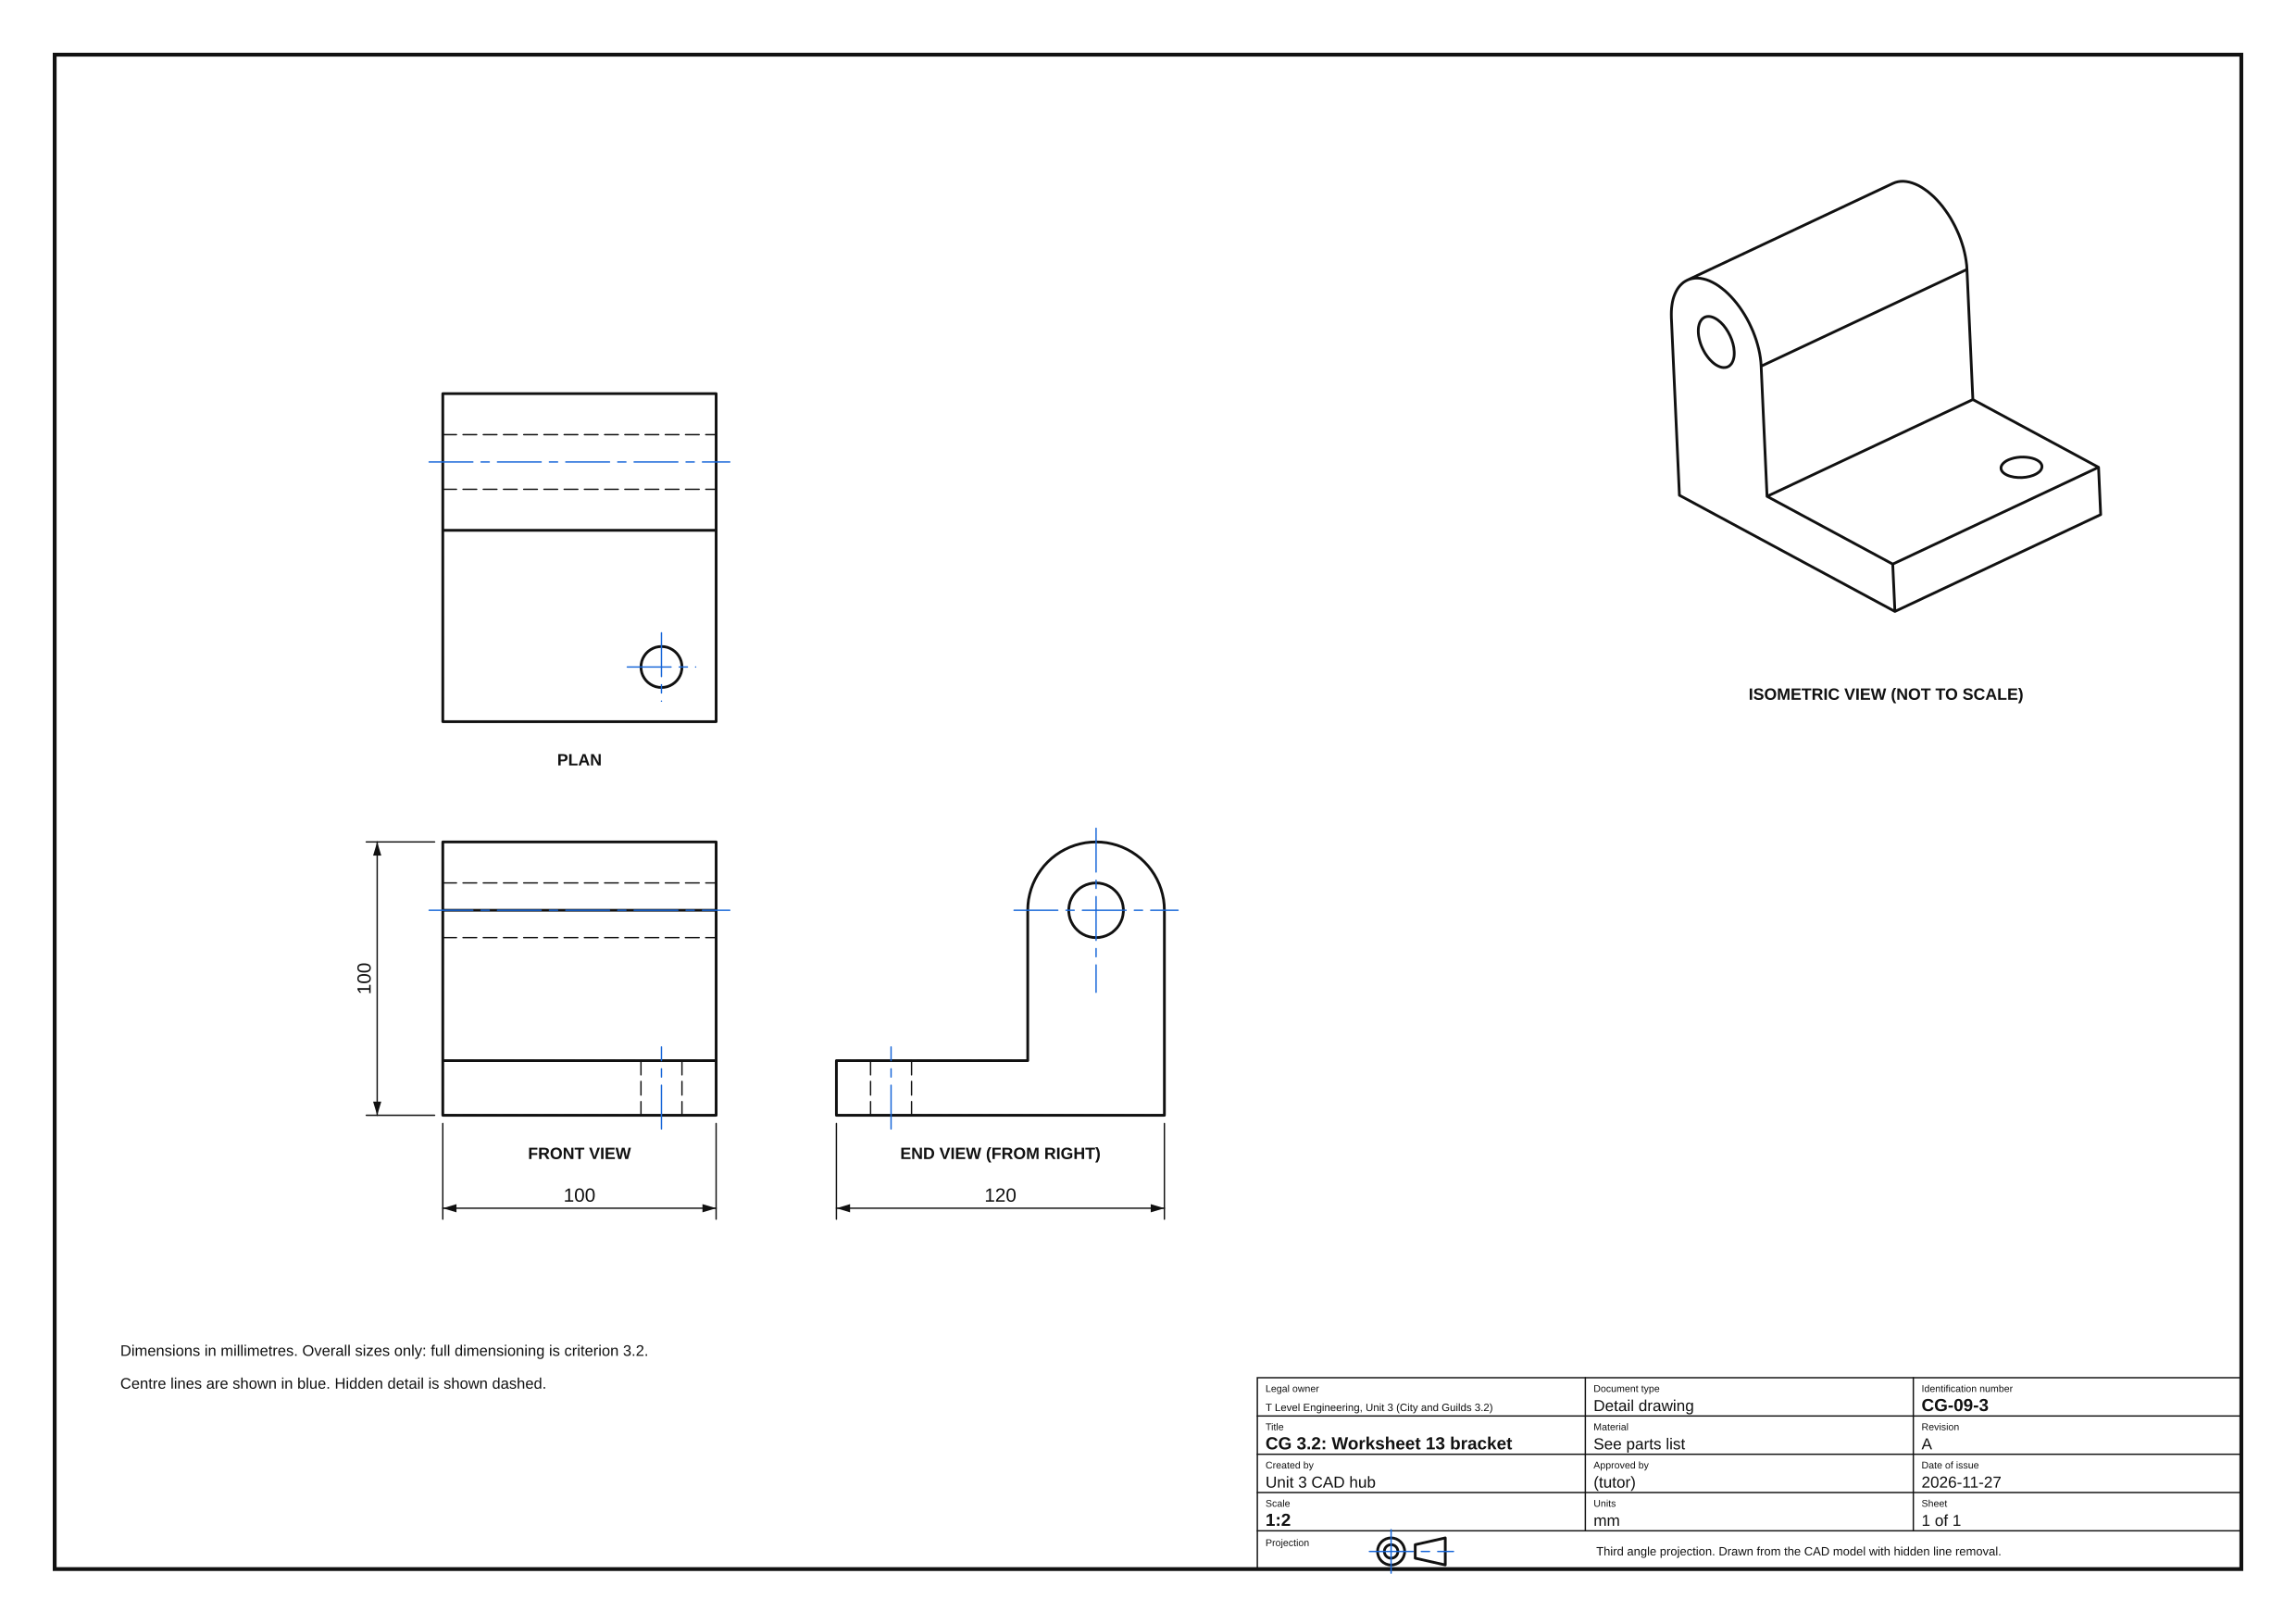 ISOMETRIC VIEW (NOT TO SCALE)
PLAN
100
FRONT VIEW
END VIEW (FROM RIGHT)
100
120
Dimensions in millimetres. Overall sizes only: full dimensioning is criterion 3.2.
Centre lines are shown in blue. Hidden detail is shown dashed.
Legal owner
T Level Engineering, Unit 3 (City and Guilds 3.2)
Document type
Detail drawing
Identification number
CG-09-3
Title
CG 3.2: Worksheet 13 bracket
Material
See parts list
Revision
A
Created by
Unit 3 CAD hub
Approved by
(tutor)
Date of issue
2026-11-27
Scale
1:2
Units
mm
Sheet
1 of 1
Projection
Third angle projection. Drawn from the CAD model with hidden line removal.